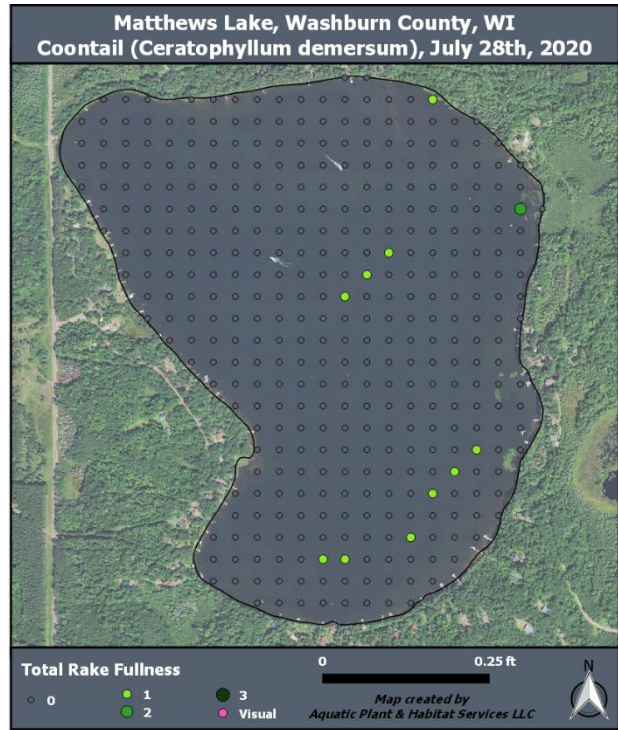 Matthews Lake, Washburn County, WI
Coontail (Ceratophyllum demersum), July 28th, 2020
Total Rake Fullness
0
1
2
3
Visual
0 0.25 ft
Map created by
Aquatic Plant & Habitat Services LLC
N